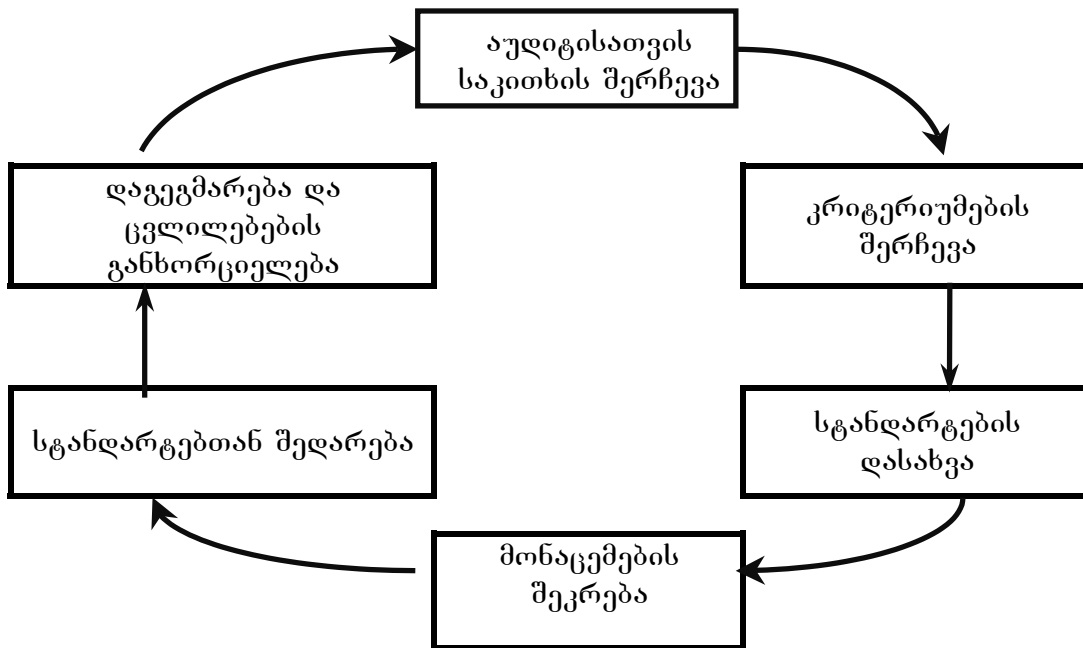 აუდიტისათვის
საკითხის შერჩევა
კრიტერიუმების
შერჩევა
სტანდარტების
დასახვა
მონაცემების
შეკრება
სტანდარტებთან შედარება
დაგეგმარება და
ცვლილებების
განხორციელება